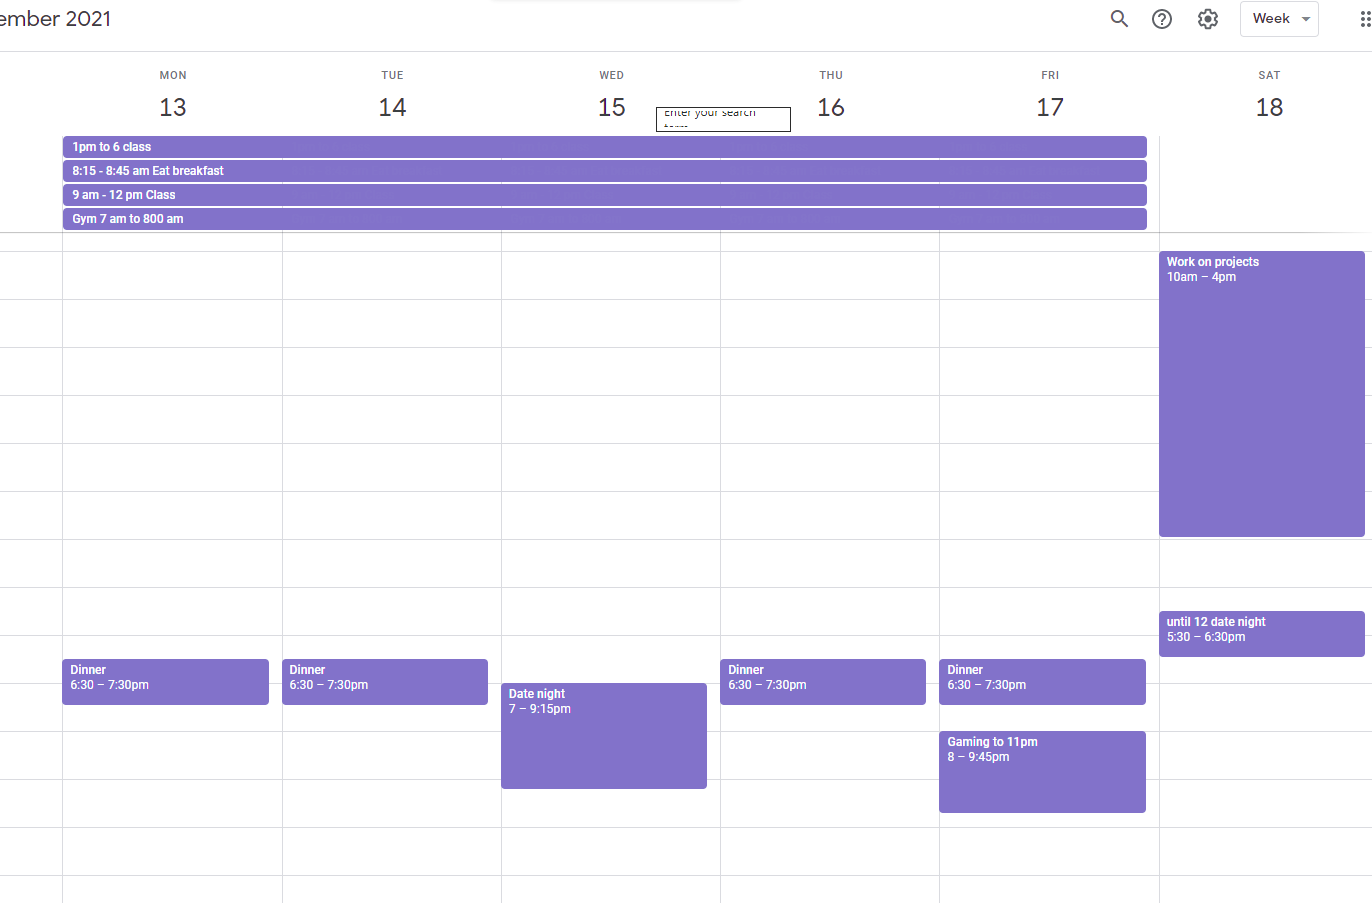 ember 2021
Week
MON
TUE
WED
THU
FRI
SAT
13
14
15
16
17
18
Enter your search
term
1pm to 6 class
8:15 - 8:45 am Eat breakfast
9 am - 12 pm Class
Gym 7 am to 800 am
Work on projects
10am – 4pm
until 12 date night
5:30 – 6:30pm
Dinner
6:30 – 7:30pm
Dinner
6:30 – 7:30pm
Date night
7 – 9:15pm
Dinner
6:30 – 7:30pm
Dinner
6:30 – 7:30pm
Gaming to 11pm
8 – 9:45pm